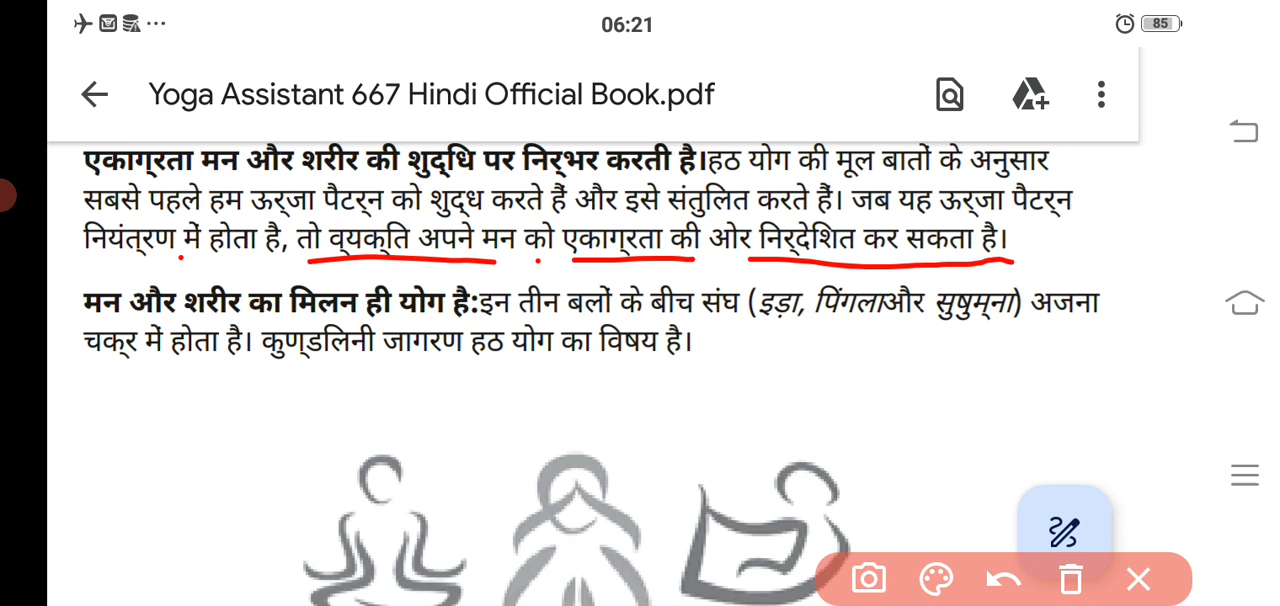 06:21
85
Yoga Assistant 667 Hindi Official Book.pdf
एकाग्रता मन और शरीर की शुद्धि पर निर्भर करती है।हठ योग की मूल बातों के अनुसार
सबसे पहले हम ऊर्जा पैटर्न को शुद्ध करते हैं और इसे संतुलित करते हैं। जब यह ऊर्जा पैटर्न
नियंत्रण में होता है, तो व्यक्ति अपने मन को एकाग्रता की ओर निर्देशित कर सकता है।
मन और शरीर का मिलन ही योग है:इन तीन बलों के बीच संघ (इड़ा, पिंगलाऔर सुषुम्ना) अजना
चक्र में होता है। कुण्डलिनी जागरण हठ योग का विषय है।